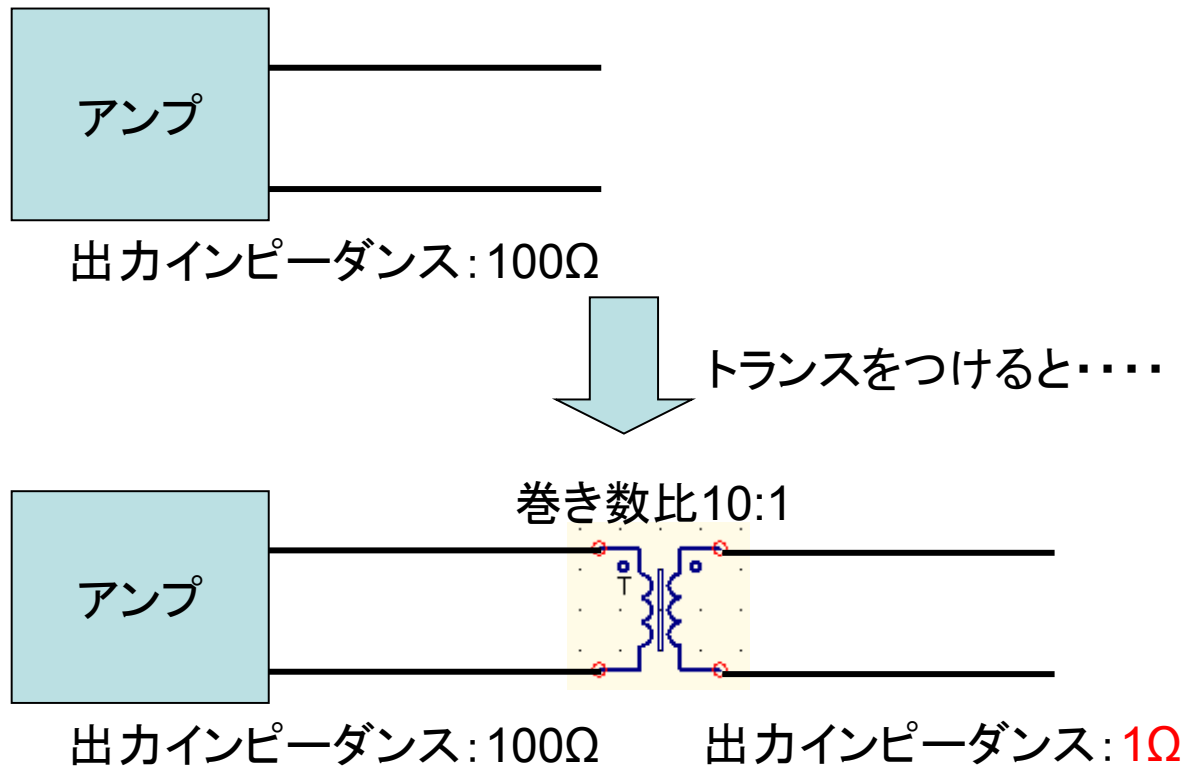 アンプ
出力インピーダンス:100Ω
トランスをつけると・・・・
巻き数比10:1
T
アンプ
出力インピーダンス:100Ω
出力インピーダンス:1Ω